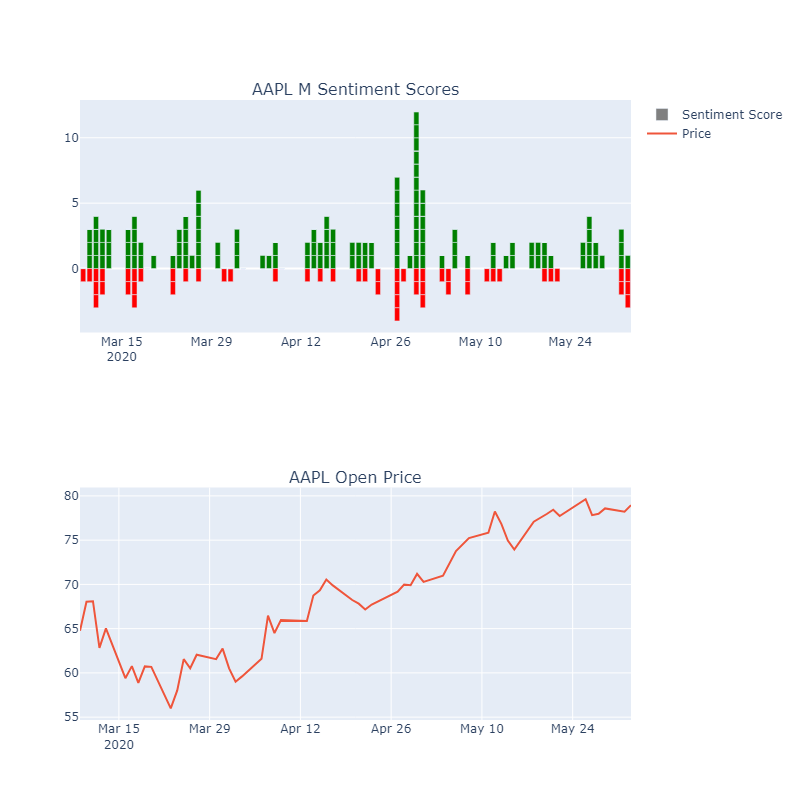 AAPL M Sentiment Scores
Sentiment Score
Price
10
5
0
Mar 15
2020
Mar 29
Apr 12
Apr 26
May 10
May 24
AAPL Open Price
80
75
70
65
60
55
Mar 15
2020
Mar 29
Apr 12
Apr 26
May 10
May 24